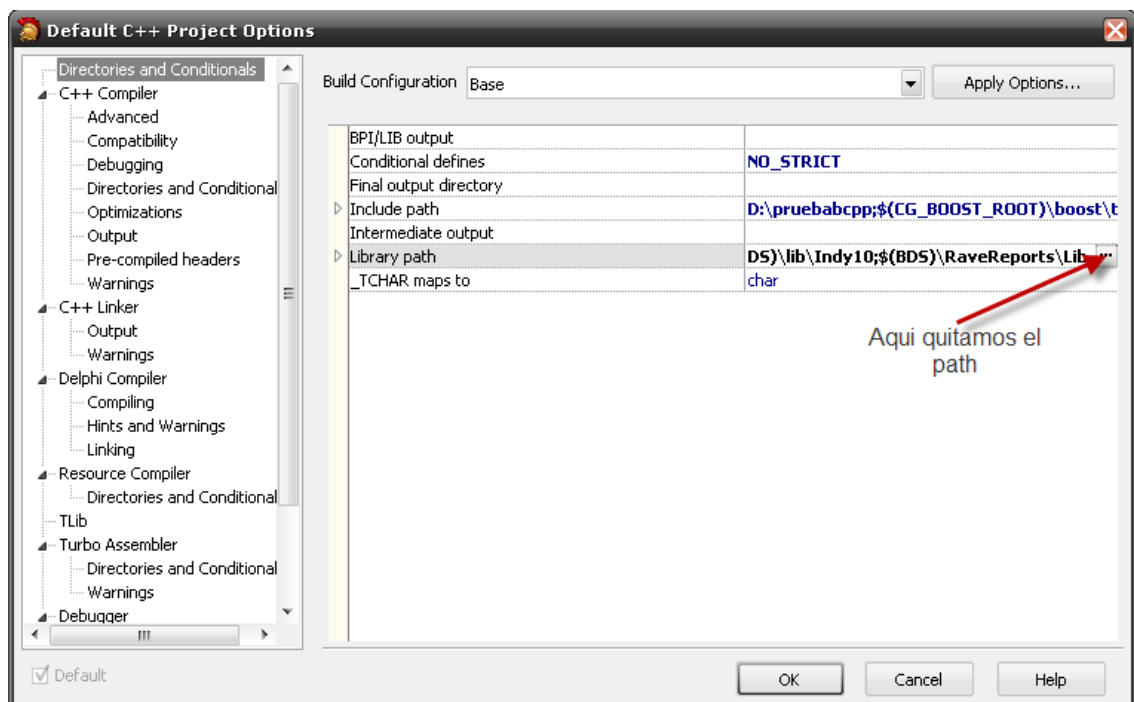 Default C++ Project Options
Directories and Conditionals
C++ Compiler
Advanced
Compatibility
Debugging
Directories and Conditional
Optimizations
Output
Pre-compiled headers
Warnings
C++ Linker
Output
Warnings
Delphi Compiler
Compiling
Hints and Warnings
Linking
Resource Compiler
Directories and Conditional
TLib
Turbo Assembler
Directories and Conditional
Warnings
Debugger
Default
Build Configuration Base Apply Options...
BPI/LIB output
Conditional defines NO_STRICT
Final output directory
Include path D:\pruebabcpp;$(CG_BOOST_ROOT)\boost\t
Intermediate output
Library path DS)\lib\Indy10;$(BDS)\RaveReports\Lib ...
_TCHAR maps to char
Aqui quitamos el
path
OK Cancel Help